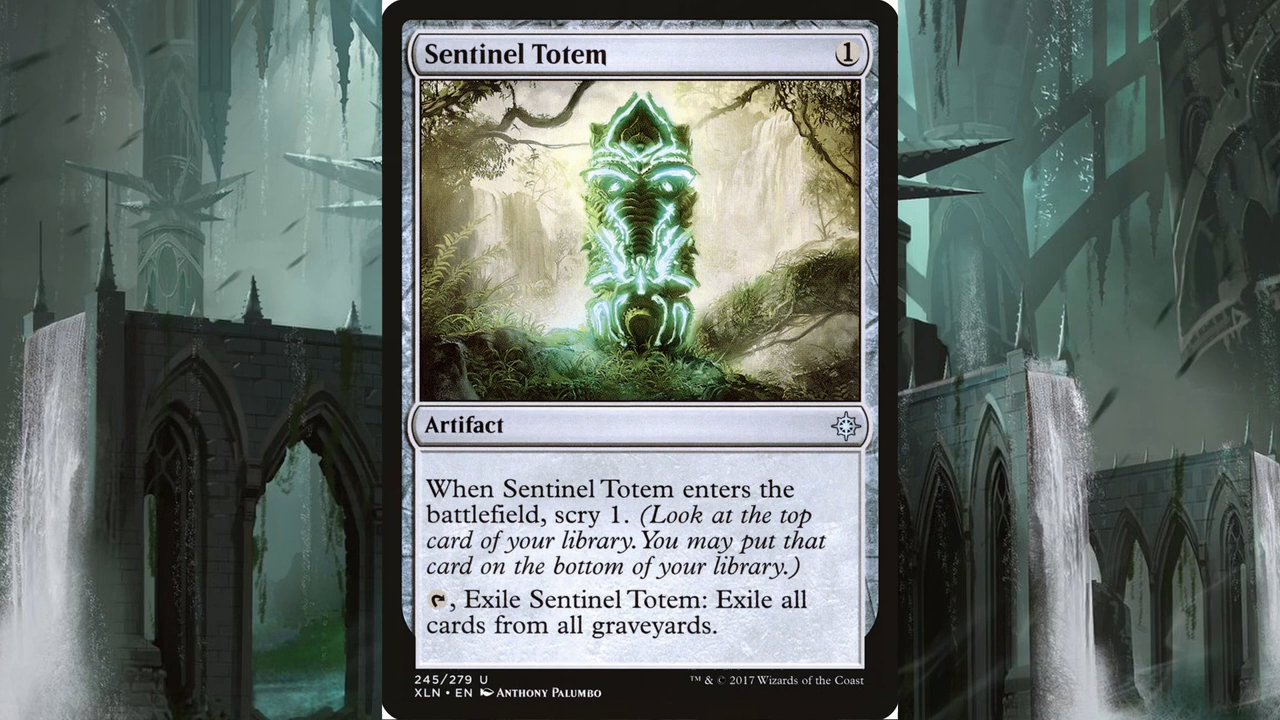 Sentinel Totem 1
Artifact
When Sentinel Totem enters the
battlefield, scry 1. (Look at the top
card of your library. You may put that
card on the bottom of your library.)
, Exile Sentinel Totem: Exile all
cards from all graveyards.
245/279 U
XLN • EN Anthony Palumbo
™ & © 2017 Wizards of the Coast